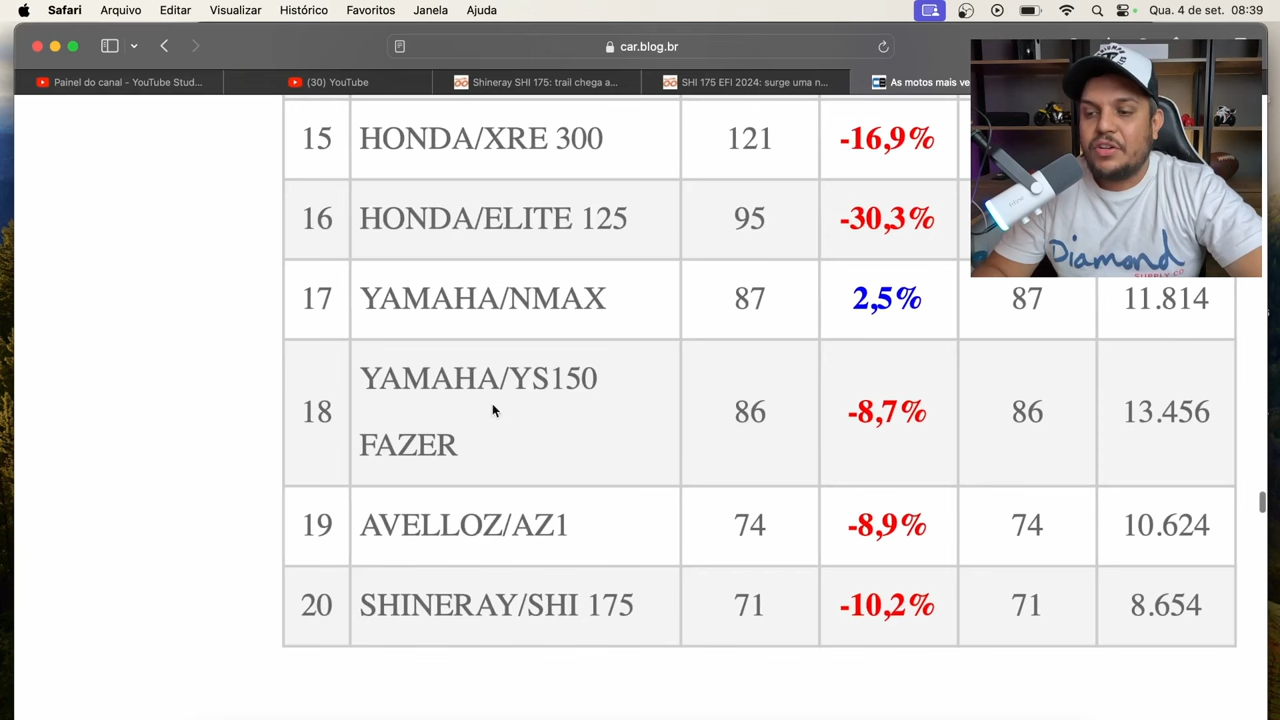 Safari Arquivo Editar Visualizar Histórico Favoritos Janela Ajuda Qua. 4 de set. 08:39
car.blog.br
Painel do canal - YouTube Stud... (30) YouTube Shineray SHI 175: trail chega a... SHI 175 EFI 2024: surge uma n... As motos mais ve
15 HONDA/XRE 300 121 -16,9%
16 HONDA/ELITE 125 95 -30,3%
Diamond
SUPPLY CO
17 YAMAHA/NMAX 87 2,5% 87 11.814
YAMAHA/YS150
18 86 -8,7% 86 13.456
FAZER
19 AVELLOZ/AZ1 74 -8,9% 74 10.624
20 SHINERAY/SHI 175 71 -10,2% 71 8.654